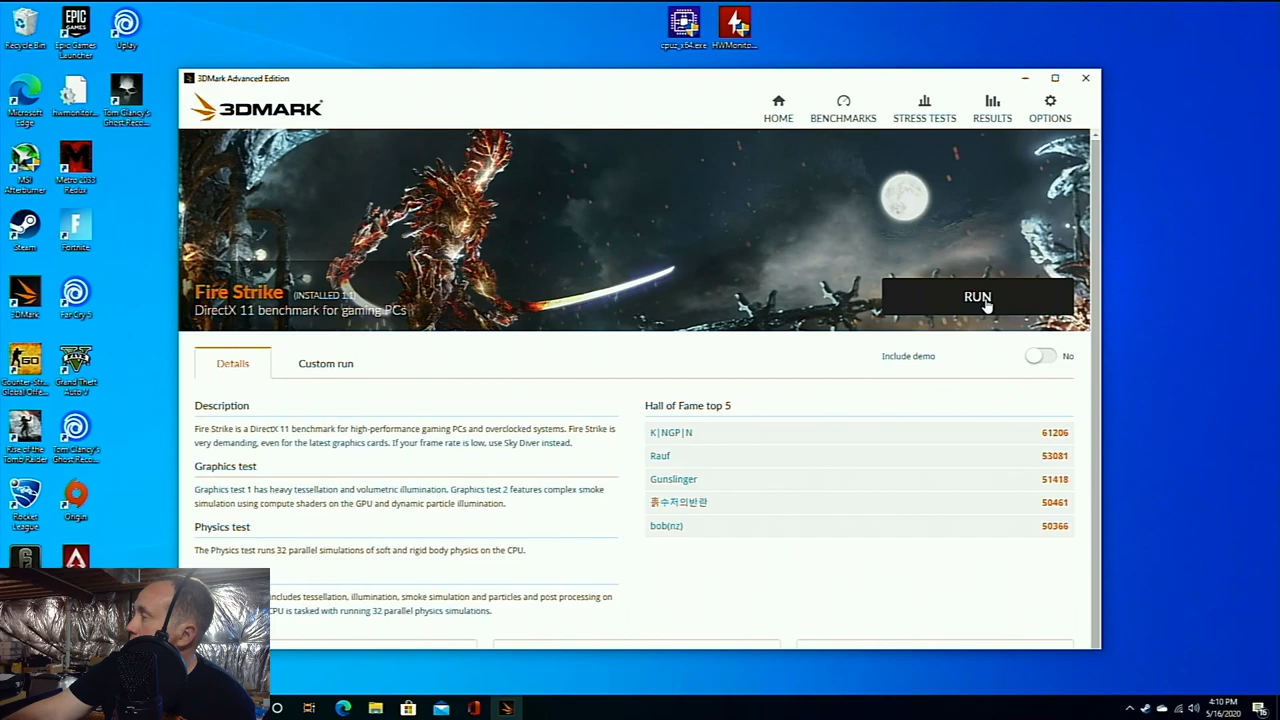 Recycle Bin
Epic Games
Launcher
Uplay
cpuz_x64.exe
HWMonito...
Microsoft
Edge
hwmonitor...
Tom Clancy's
Ghost Reco...
MSI
Afterburner
Metro 2033
Redux
Steam
Fortnite
3DMark
Far Cry 5
Counter-Str...
Global Offe...
Grand Theft
Auto V
Rise of the
Tomb Raider
Tom Clancy's
Ghost Reco...
Rocket
League
Origin
3DMark Advanced Edition
3DMARK
HOME
BENCHMARKS
STRESS TESTS
RESULTS
OPTIONS
Fire Strike (INSTALLED 1.1)
DirectX 11 benchmark for gaming PCs
RUN
Details
Custom run
Include demo
No
Description
Fire Strike is a DirectX 11 benchmark for high-performance gaming PCs and overclocked systems. Fire Strike is
very demanding, even for the latest graphics cards. If your frame rate is low, use Sky Diver instead.
Graphics test
Graphics test 1 has heavy tessellation and volumetric illumination, Graphics test 2 features complex smoke
simulation using compute shaders on the GPU and dynamic particle illumination.
Physics test
The Physics test runs 32 parallel simulations of soft and rigid body physics on the CPU.
includes tessellation, illumination, smoke simulation and particles and post processing on
CPU is tasked with running 32 parallel physics simulations.
Hall of Fame top 5
K|NGP|N 61206
Rauf 53081
Gunslinger 51418
흙수저의반란 50461
bob(nz) 50366
4:10 PM
5/16/2020